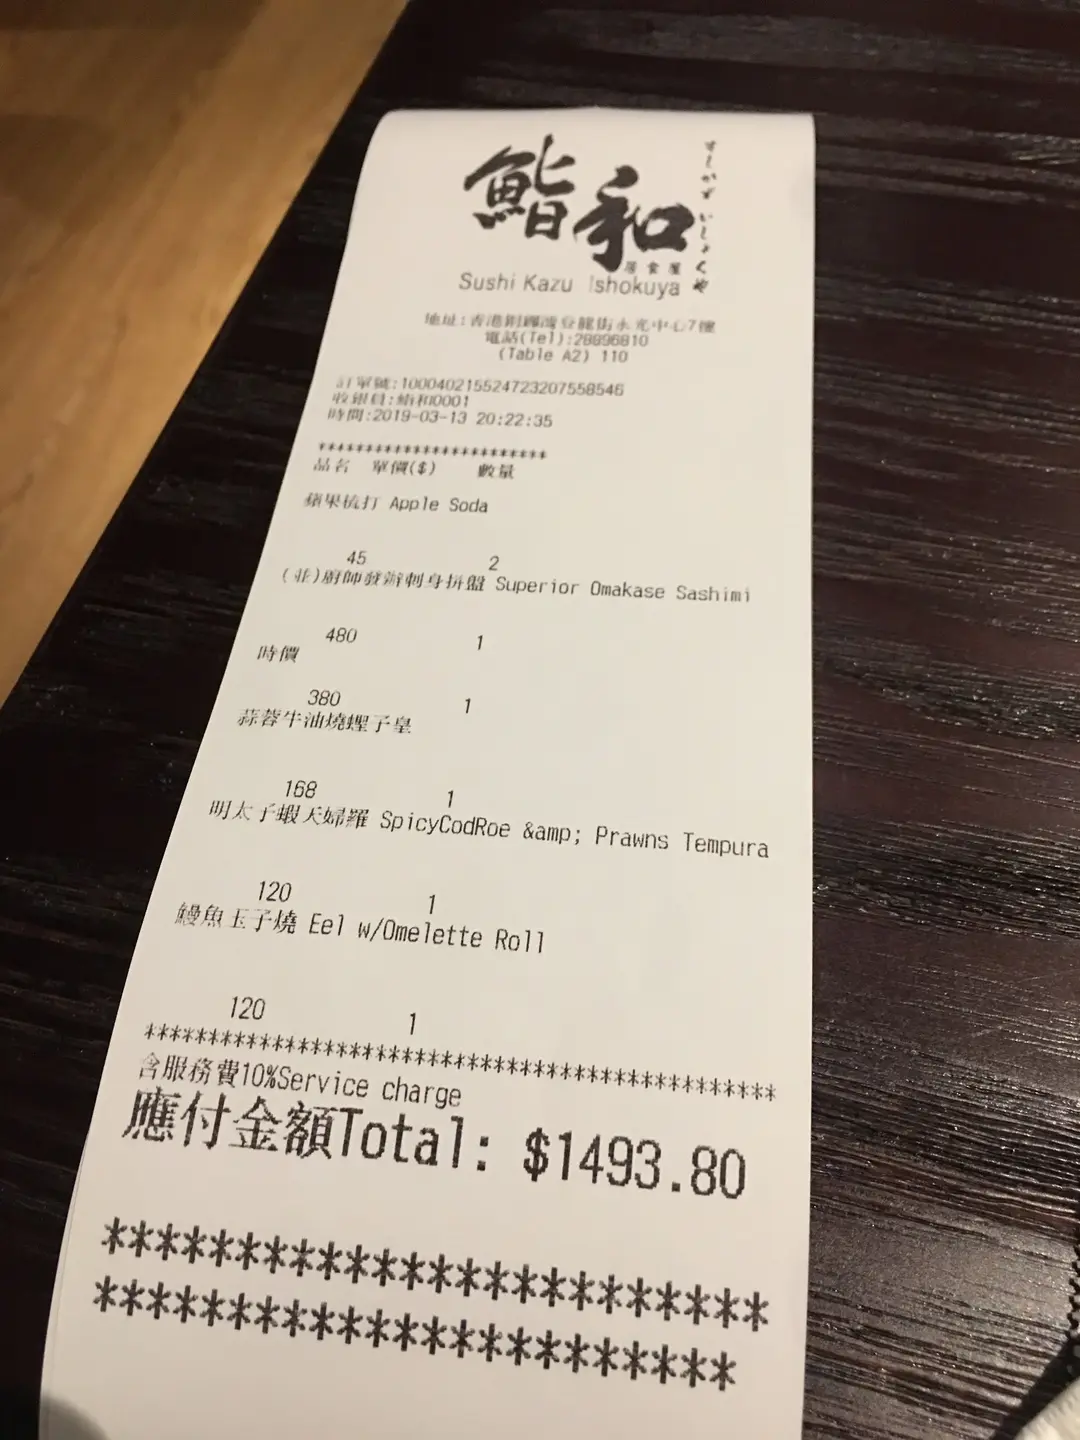 鮨和
すしかず いしょくや
居食屋
Sushi Kazu Ishokuya
地址:香港銅鑼灣登龍街永光中心7樓
電話(Tel):28896810
(Table A2) 110
訂單號:100040215524723207558546
收銀員:鮨和0001
時間:2019-03-13 20:22:35
************************
品名 單價($) 數量
蘋果梳打 Apple Soda
45 2
(並)廚師發辦刺身拼盤 Superior Omakase Sashimi
480 1
時價
380 1
蒜蓉牛油燒蟶子皇
168 1
明太子蝦天婦羅 SpicyCodRoe &amp; Prawns Tempura
120 1
鰻魚玉子燒 Eel w/Omelette Roll
120 1
*************************************************
含服務費10%Service charge
應付金額Total: $1493.80
*************************
************************